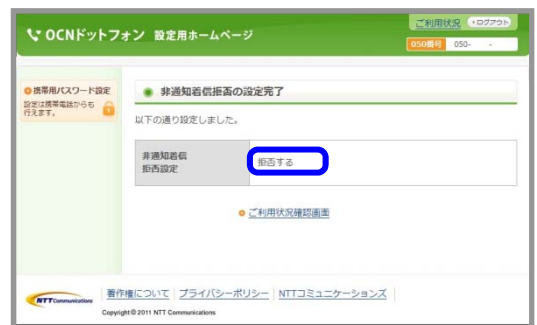 OCNドットフォン 設定用ホームページ
ご利用状況 ログアウト
050番号 050- -
携帯用パスワード設定
設定は携帯電話からも
行えます。
非通知着信拒否の設定完了
以下の通り設定しました。
非通知着信
拒否設定
拒否する
ご利用状況確認画面
NTT Communications
著作権について プライバシーポリシー NTTコミュニケーションズ
Copyright © 2011 NTT Communications